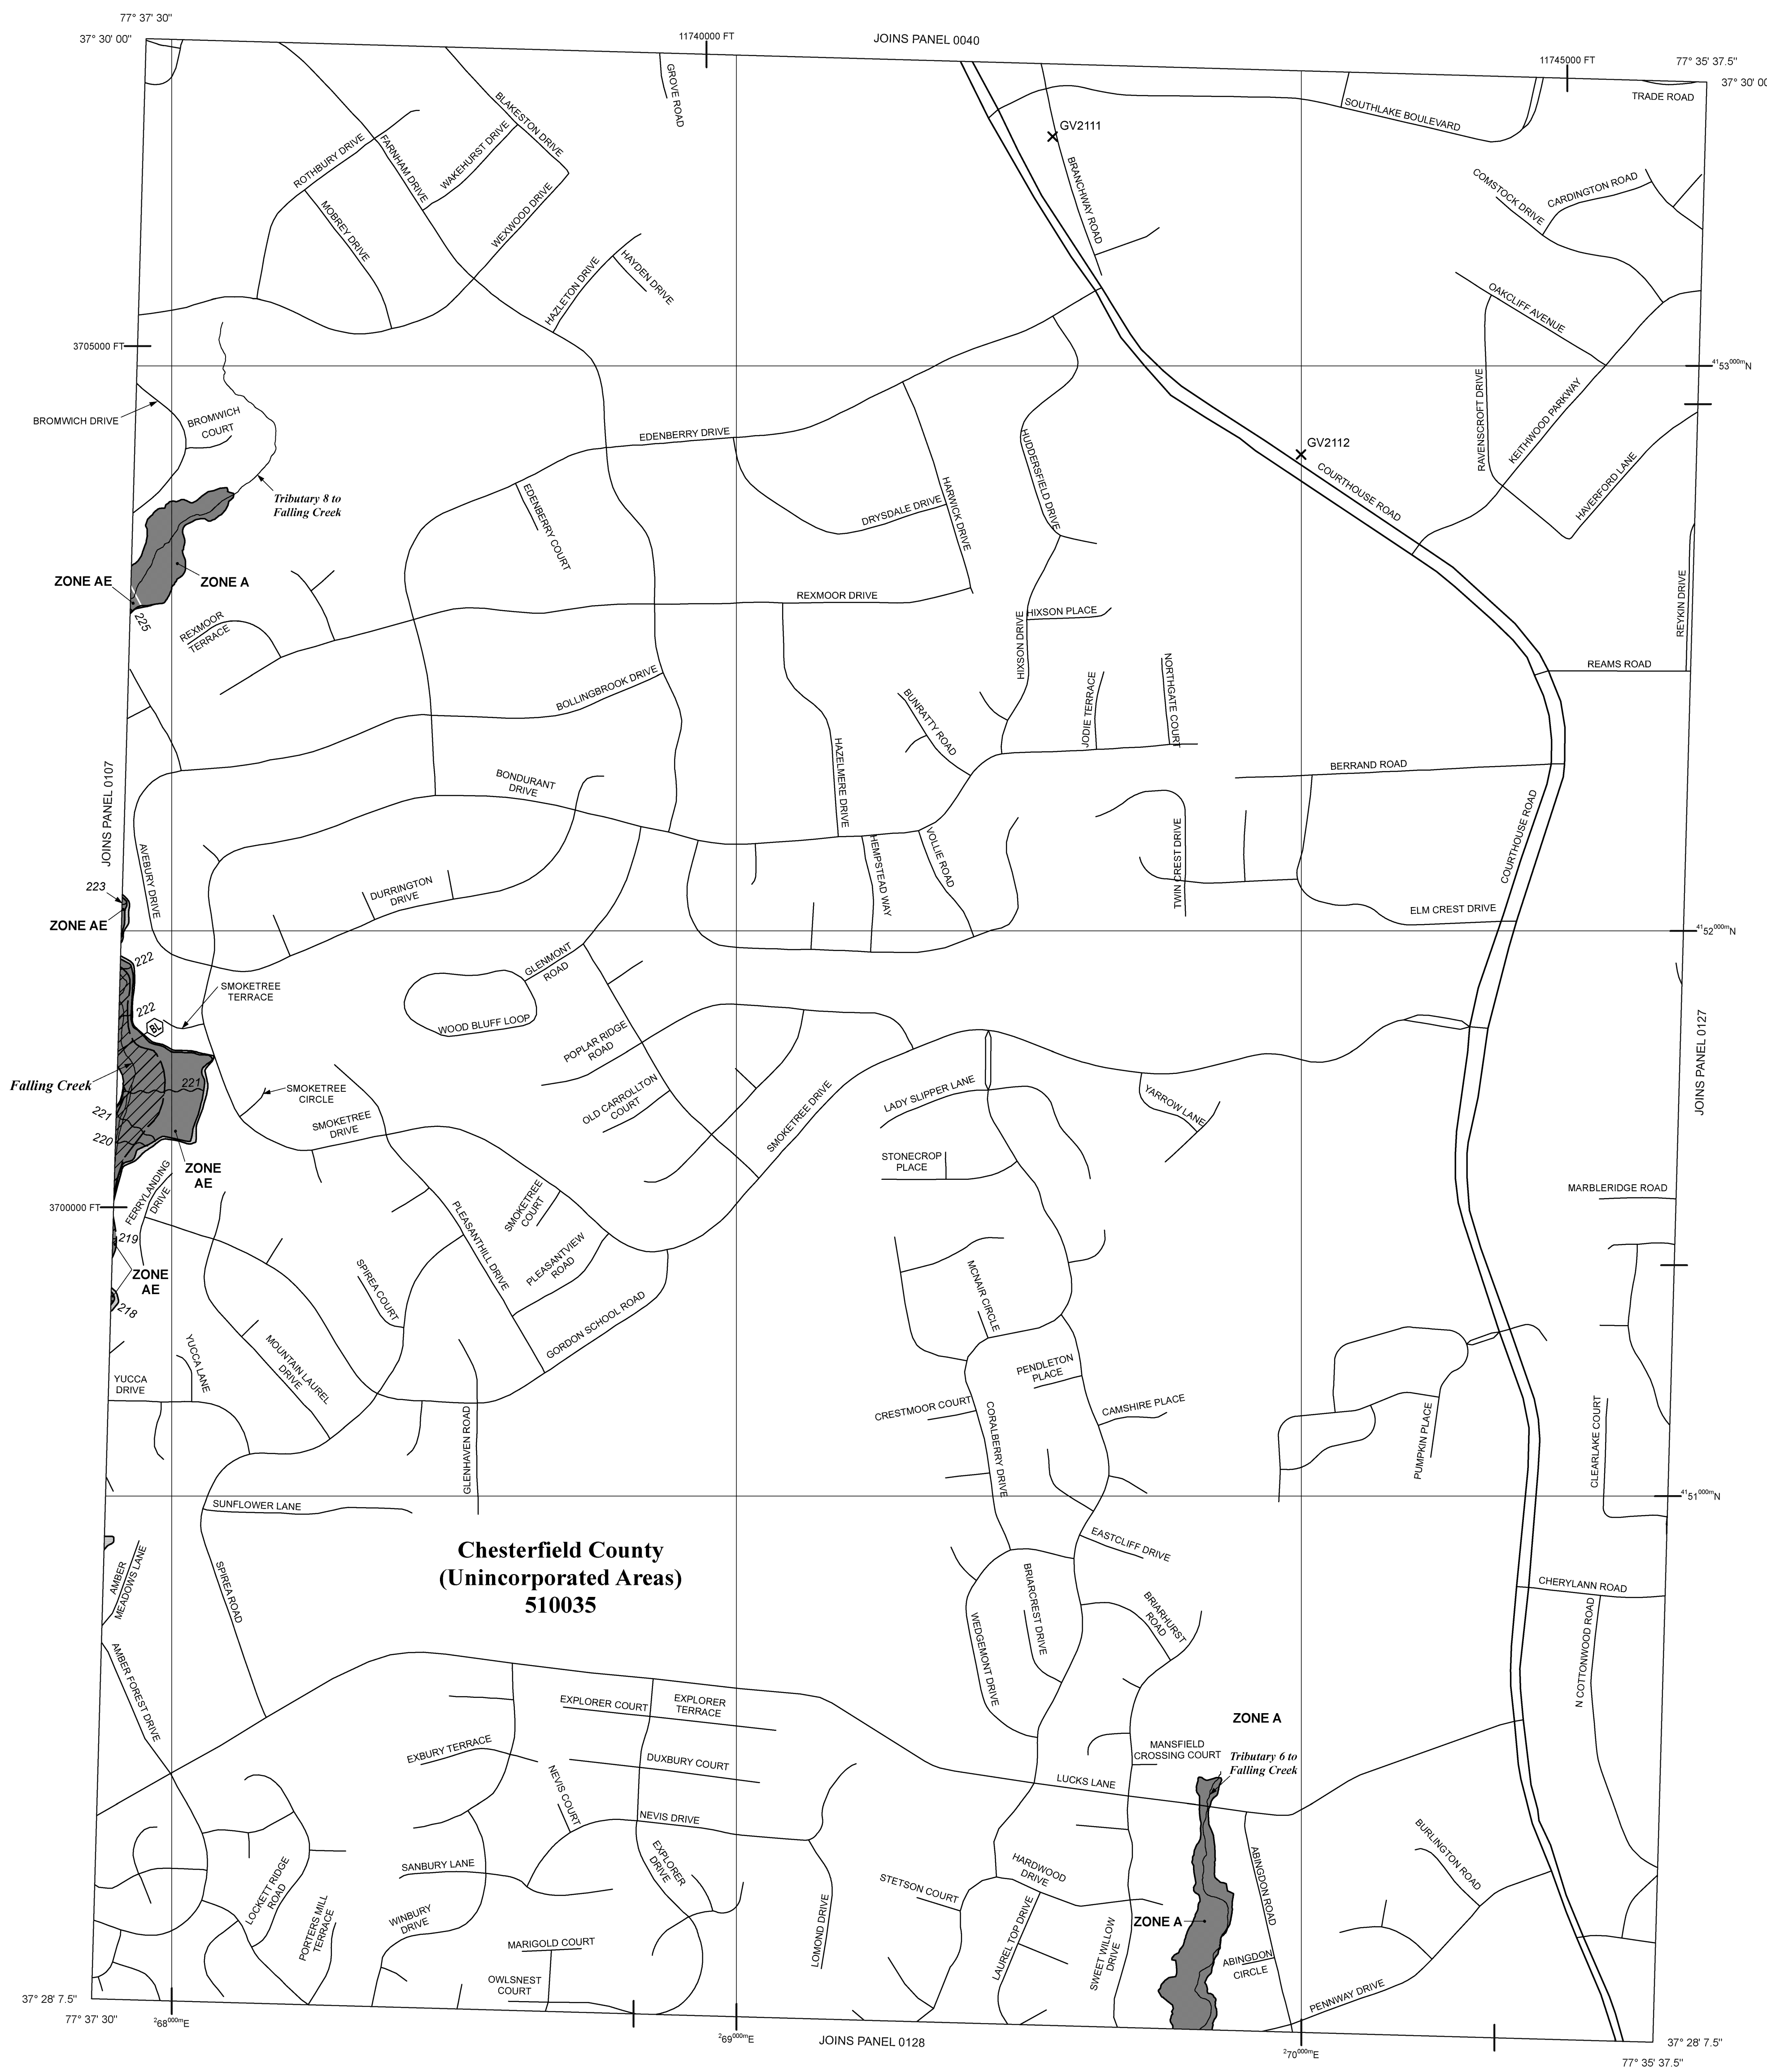 77° 37' 30"
37° 30' 00"
11740000 FT
JOINS PANEL 0040
11745000 FT
77° 35' 37.5"
37° 30' 00
TRADE ROAD
GROVE ROAD
BLAKESTON DRIVE
SOUTHLAKE BOULEVARD
GV2111
ROTHBURY DRIVE
FARNHAM DRIVE
WAKEHURST DRIVE
MOBREY DRIVE
WEXWOOD DRIVE
BRANCHWAY ROAD
COMSTOCK DRIVE
CARDINGTON ROAD
HAZLETON DRIVE
HAYDEN DRIVE
OAKCLIFF AVENUE
3705000 FT
4153000mN
BROMWICH DRIVE
BROMWICH
COURT
EDENBERRY DRIVE
HUDDERSFIELD DRIVE
GV2112
COURTHOUSE ROAD
RAVENSCROFT DRIVE
KEITHWOOD PARKWAY
HAVERFORD LANE
Tributary 8 to
Falling Creek
EDENBERRY COURT
DRYSDALE DRIVE
HARWICK DRIVE
ZONE AE
ZONE A
225
REXMOOR
TERRACE
REXMOOR DRIVE
HIXSON PLACE
HIXSON DRIVE
REYKIN DRIVE
REAMS ROAD
BOLLINGBROOK DRIVE
BUNRATTY ROAD
JODIE TERRACE
NORTHGATE COURT
JOINS PANEL 0107
BONDURANT
DRIVE
HAZELMERE DRIVE
BERRAND ROAD
COURTHOUSE ROAD
AVEBURY DRIVE
DURRINGTON
DRIVE
HEMPSTEAD WAY
VOLLIE ROAD
TWIN CREST DRIVE
ELM CREST DRIVE
223
ZONE AE
4152000mN
222
GLENMONT
ROAD
SMOKETREE
TERRACE
222
BL
WOOD BLUFF LOOP
POPLAR RIDGE
ROAD
JOINS PANEL 0127
Falling Creek
221
221
220
SMOKETREE
CIRCLE
SMOKETREE
DRIVE
OLD CARROLLTON
COURT
SMOKETREE DRIVE
LADY SLIPPER LANE
YARROW LANE
STONECROP
PLACE
ZONE
AE
FERRYLANDING
DRIVE
MARBLERIDGE ROAD
3700000 FT
219
PLEASANTHILL DRIVE
SMOKETREE
COURT
PLEASANTVIEW
ROAD
ZONE
AE
218
SPIREA COURT
MCNAIR CIRCLE
GORDON SCHOOL ROAD
YUCCA
DRIVE
YUCCA LANE
MOUNTAIN LAUREL
DRIVE
PENDLETON
PLACE
GLENHAVEN ROAD
CRESTMOOR COURT
CORALBERRY DRIVE
CAMSHIRE PLACE
PUMPKIN PLACE
CLEARLAKE COURT
4151000mN
SUNFLOWER LANE
Chesterfield County
(Unincorporated Areas)
510035
AMBER
MEADOWS LANE
SPIREA ROAD
EASTCLIFF DRIVE
BRIARCREST DRIVE
BRIARHURST
ROAD
WEDGEMONT DRIVE
CHERYLANN ROAD
N COTTONWOOD ROAD
AMBER FOREST DRIVE
EXPLORER COURT
EXPLORER
TERRACE
ZONE A
EXBURY TERRACE
DUXBURY COURT
MANSFIELD
CROSSING COURT
Tributary 6 to
Falling Creek
NEVIS COURT
LUCKS LANE
NEVIS DRIVE
EXPLORER
DRIVE
SANBURY LANE
LOCKETT RIDGE
ROAD
PORTERS MILL
TERRACE
WINBURY
DRIVE
LOMOND DRIVE
STETSON COURT
HARDWOOD
DRIVE
LAUREL TOP DRIVE
SWEET WILLOW
DRIVE
ZONE A
ABINGDON ROAD
ABINGDON
CIRCLE
BURLINGTON ROAD
PENNWAY DRIVE
MARIGOLD COURT
OWLSNEST
COURT
37° 28' 7.5"
77° 37' 30"
268000mE
269000mE
JOINS PANEL 0128
270000mE
37° 28' 7.5"
77° 35' 37.5"